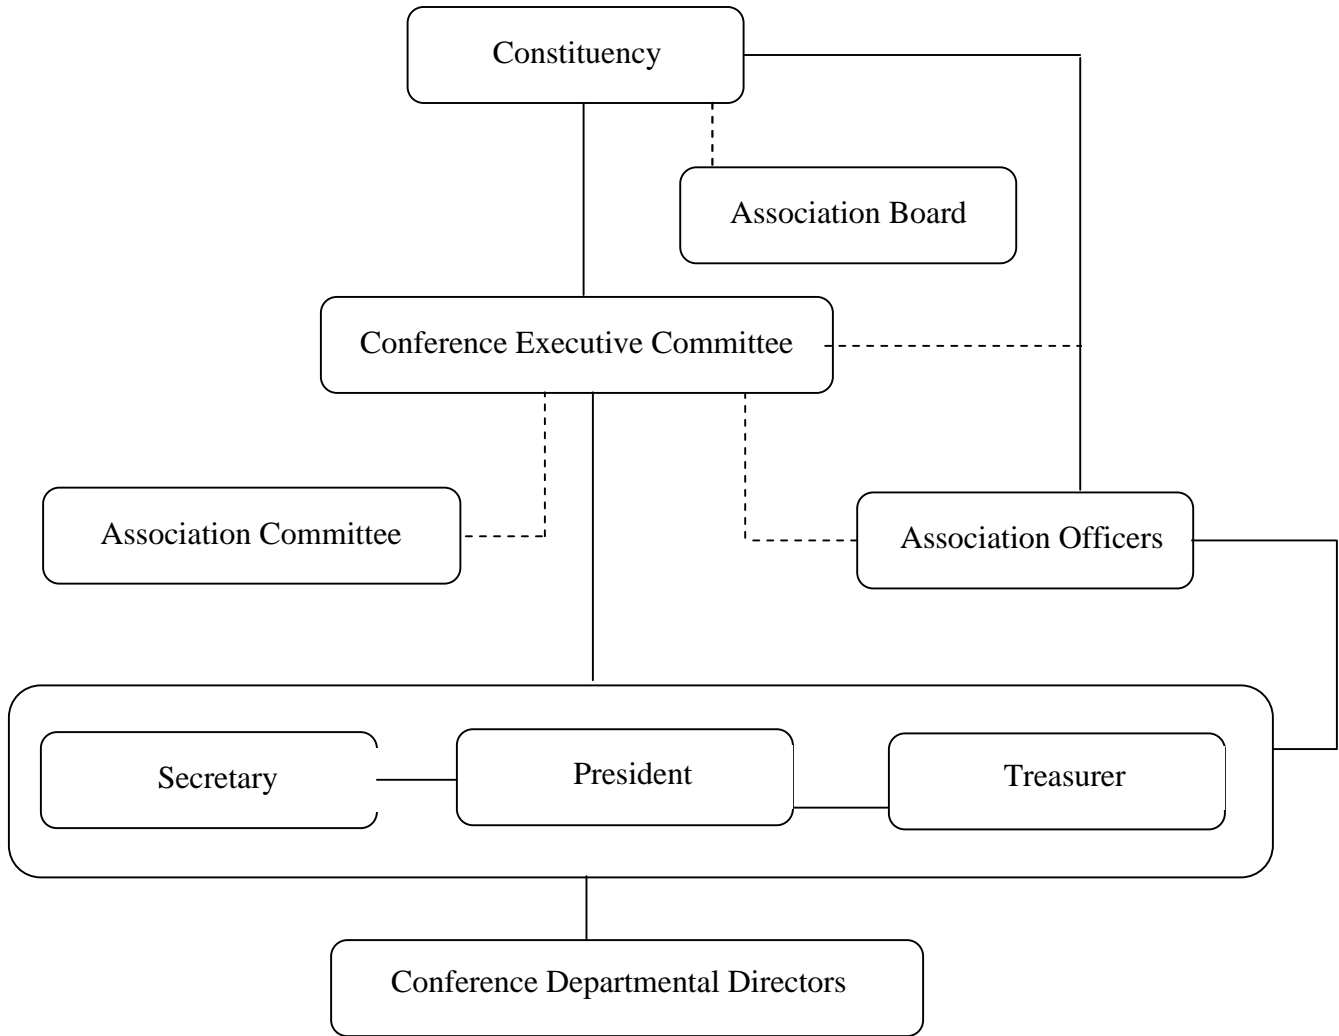 Constituency
Association Board
Conference Executive Committee
Association Committee
Association Officers
Secretary
President
Treasurer
Conference Departmental Directors